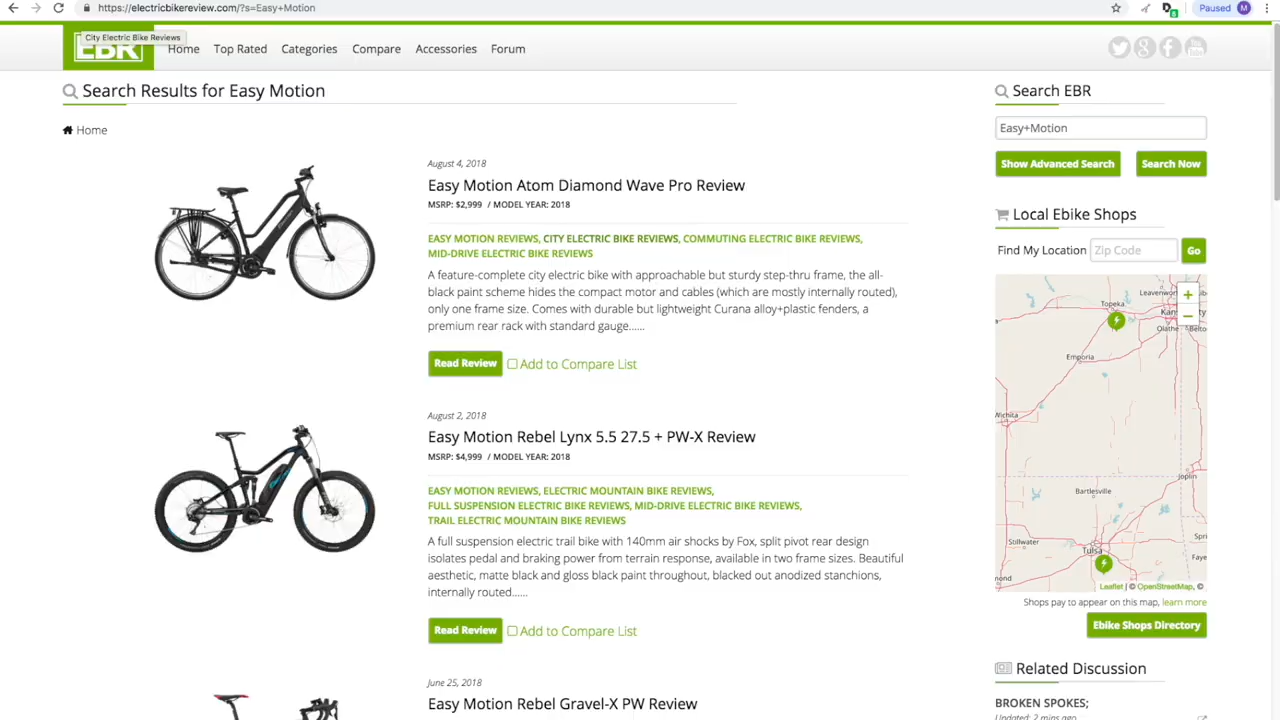 https://electricbikereview.com/?s=Easy+Motion
Paused M
City Electric Bike Reviews
EBR
Home Top Rated Categories Compare Accessories Forum
Search Results for Easy Motion
Home
August 4, 2018
Easy Motion Atom Diamond Wave Pro Review
MSRP: $2,999 / MODEL YEAR: 2018
EASY MOTION REVIEWS, CITY ELECTRIC BIKE REVIEWS, COMMUTING ELECTRIC BIKE REVIEWS,
MID-DRIVE ELECTRIC BIKE REVIEWS
A feature-complete city electric bike with approachable but sturdy step-thru frame, the all-
black paint scheme hides the compact motor and cables (which are mostly internally routed),
only one frame size. Comes with durable but lightweight Curana alloy+plastic fenders, a
premium rear rack with standard gauge......
Read Review Add to Compare List
August 2, 2018
Easy Motion Rebel Lynx 5.5 27.5 + PW-X Review
MSRP: $4,999 / MODEL YEAR: 2018
EASY MOTION REVIEWS, ELECTRIC MOUNTAIN BIKE REVIEWS,
FULL SUSPENSION ELECTRIC BIKE REVIEWS, MID-DRIVE ELECTRIC BIKE REVIEWS,
TRAIL ELECTRIC MOUNTAIN BIKE REVIEWS
A full suspension electric trail bike with 140mm air shocks by Fox, split pivot rear design
isolates pedal and braking power from terrain response, available in two frame sizes. Beautiful
aesthetic, matte black and gloss black paint throughout, blacked out anodized stanchions,
internally routed......
Read Review Add to Compare List
June 25, 2018
Easy Motion Rebel Gravel-X PW Review
Search EBR
Easy+Motion
Show Advanced Search Search Now
Local Ebike Shops
Find My Location Zip Code Go
Leavenwor
Topeka
+
Kans
−
Olathe
Belto
Emporia
Wichita
Joplin
Bartlesville
Stillwater
Spri
Tulsa
Faye
mond
Leaflet | © OpenStreetMap, ©
Shops pay to appear on this map, learn more
Ebike Shops Directory
Related Discussion
BROKEN SPOKES;
Updated: 2 mins ago